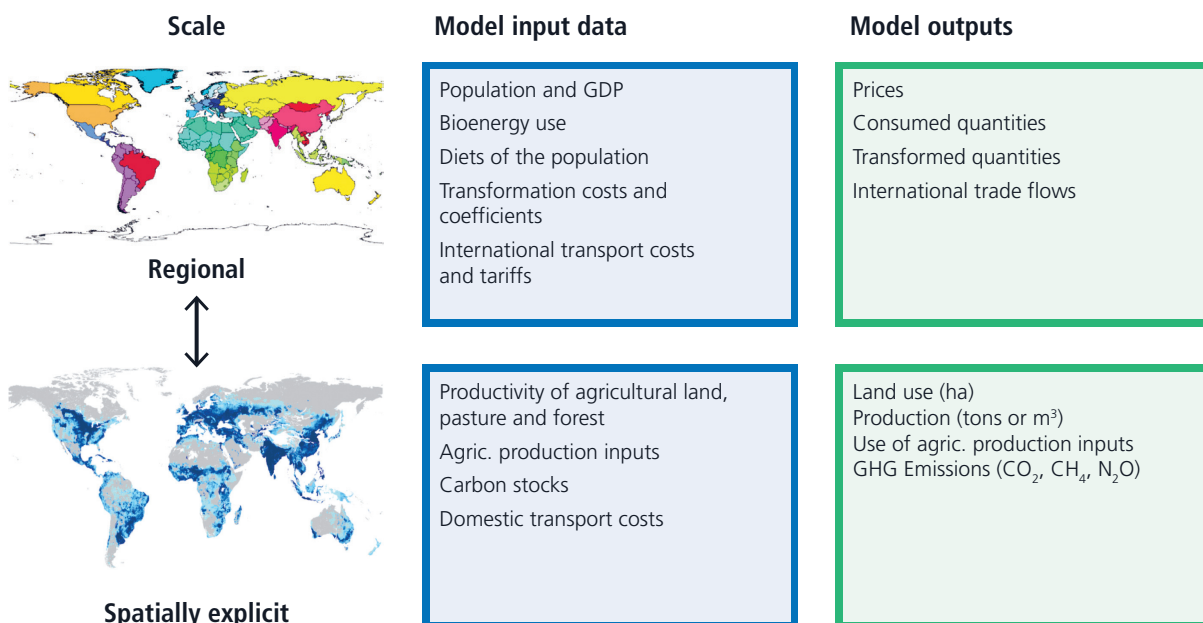 Scale
Model input data
Model outputs
Population and GDP
Bioenergy use
Diets of the population
Transformation costs and
coefficients
International transport costs
and tariffs
Prices
Consumed quantities
Transformed quantities
International trade flows
Regional
Productivity of agricultural land,
pasture and forest
Agric. production inputs
Carbon stocks
Domestic transport costs
Land use (ha)
Production (tons or m³)
Use of agric. production inputs
GHG Emissions (CO₂, CH₄, N₂O)
Spatially explicit